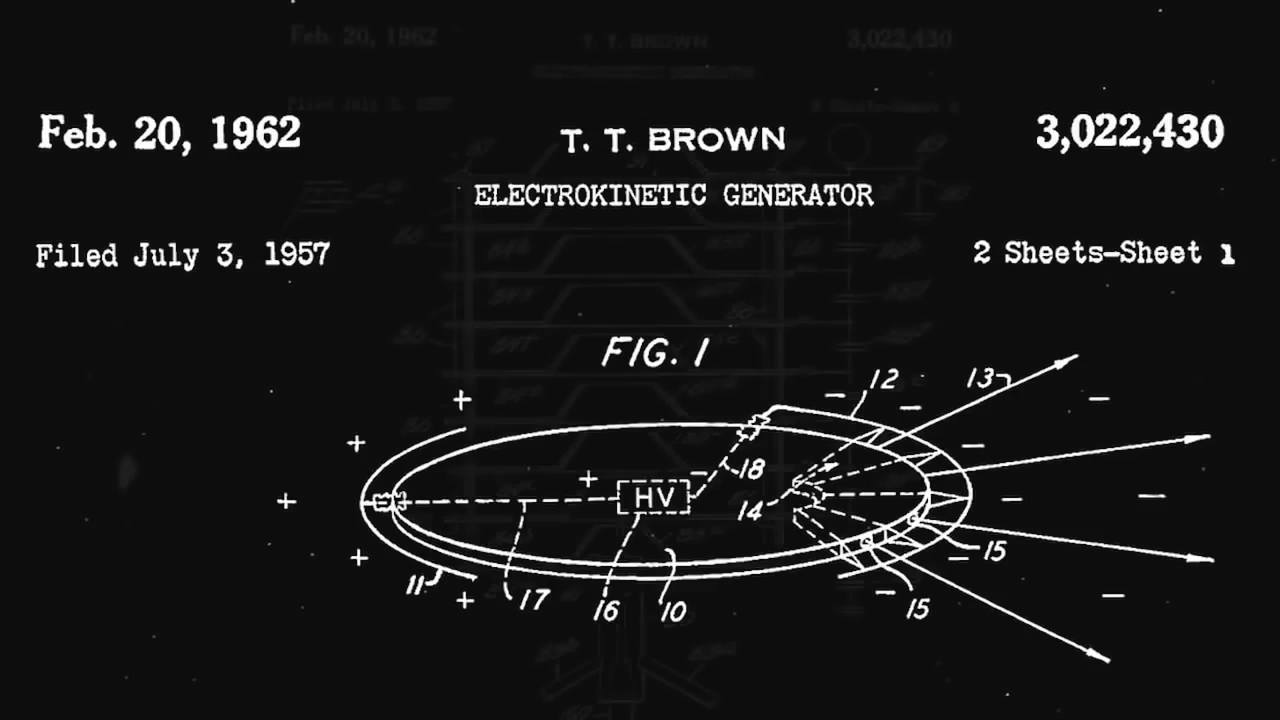 Feb. 20, 1962
T. T. BROWN
3,022,430
ELECTROKINETIC GENERATOR
Filed July 3, 1957
2 Sheets-Sheet 1
FIG. 1
12
13
18
HV
14
15
11
17
16
10
15